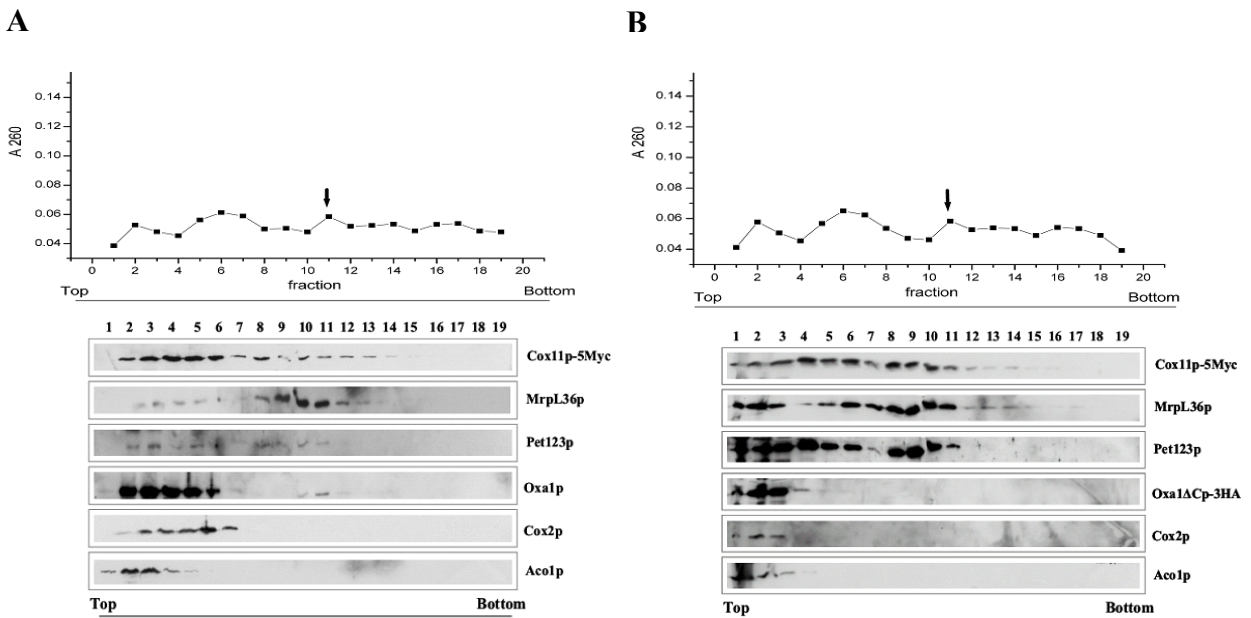 A
0.14
0.12
0.10
0.08
0.06
0.04
A 260
0 2 4 6 8 10 12 14 16 18 20
Top fraction Bottom
1 2 3 4 5 6 7 8 9 10 11 12 13 14 15 16 17 18 19
Cox11p-5Myc
MrpL36p
Pet123p
Oxa1p
Cox2p
Aco1p
Top Bottom
B
0.14
0.12
0.10
0.08
0.06
0.04
A 260
0 2 4 6 8 10 12 14 16 18 20
Top fraction Bottom
1 2 3 4 5 6 7 8 9 10 11 12 13 14 15 16 17 18 19
Cox11p-5Myc
MrpL36p
Pet123p
Oxa1ΔCp-3HA
Cox2p
Aco1p
Top Bottom